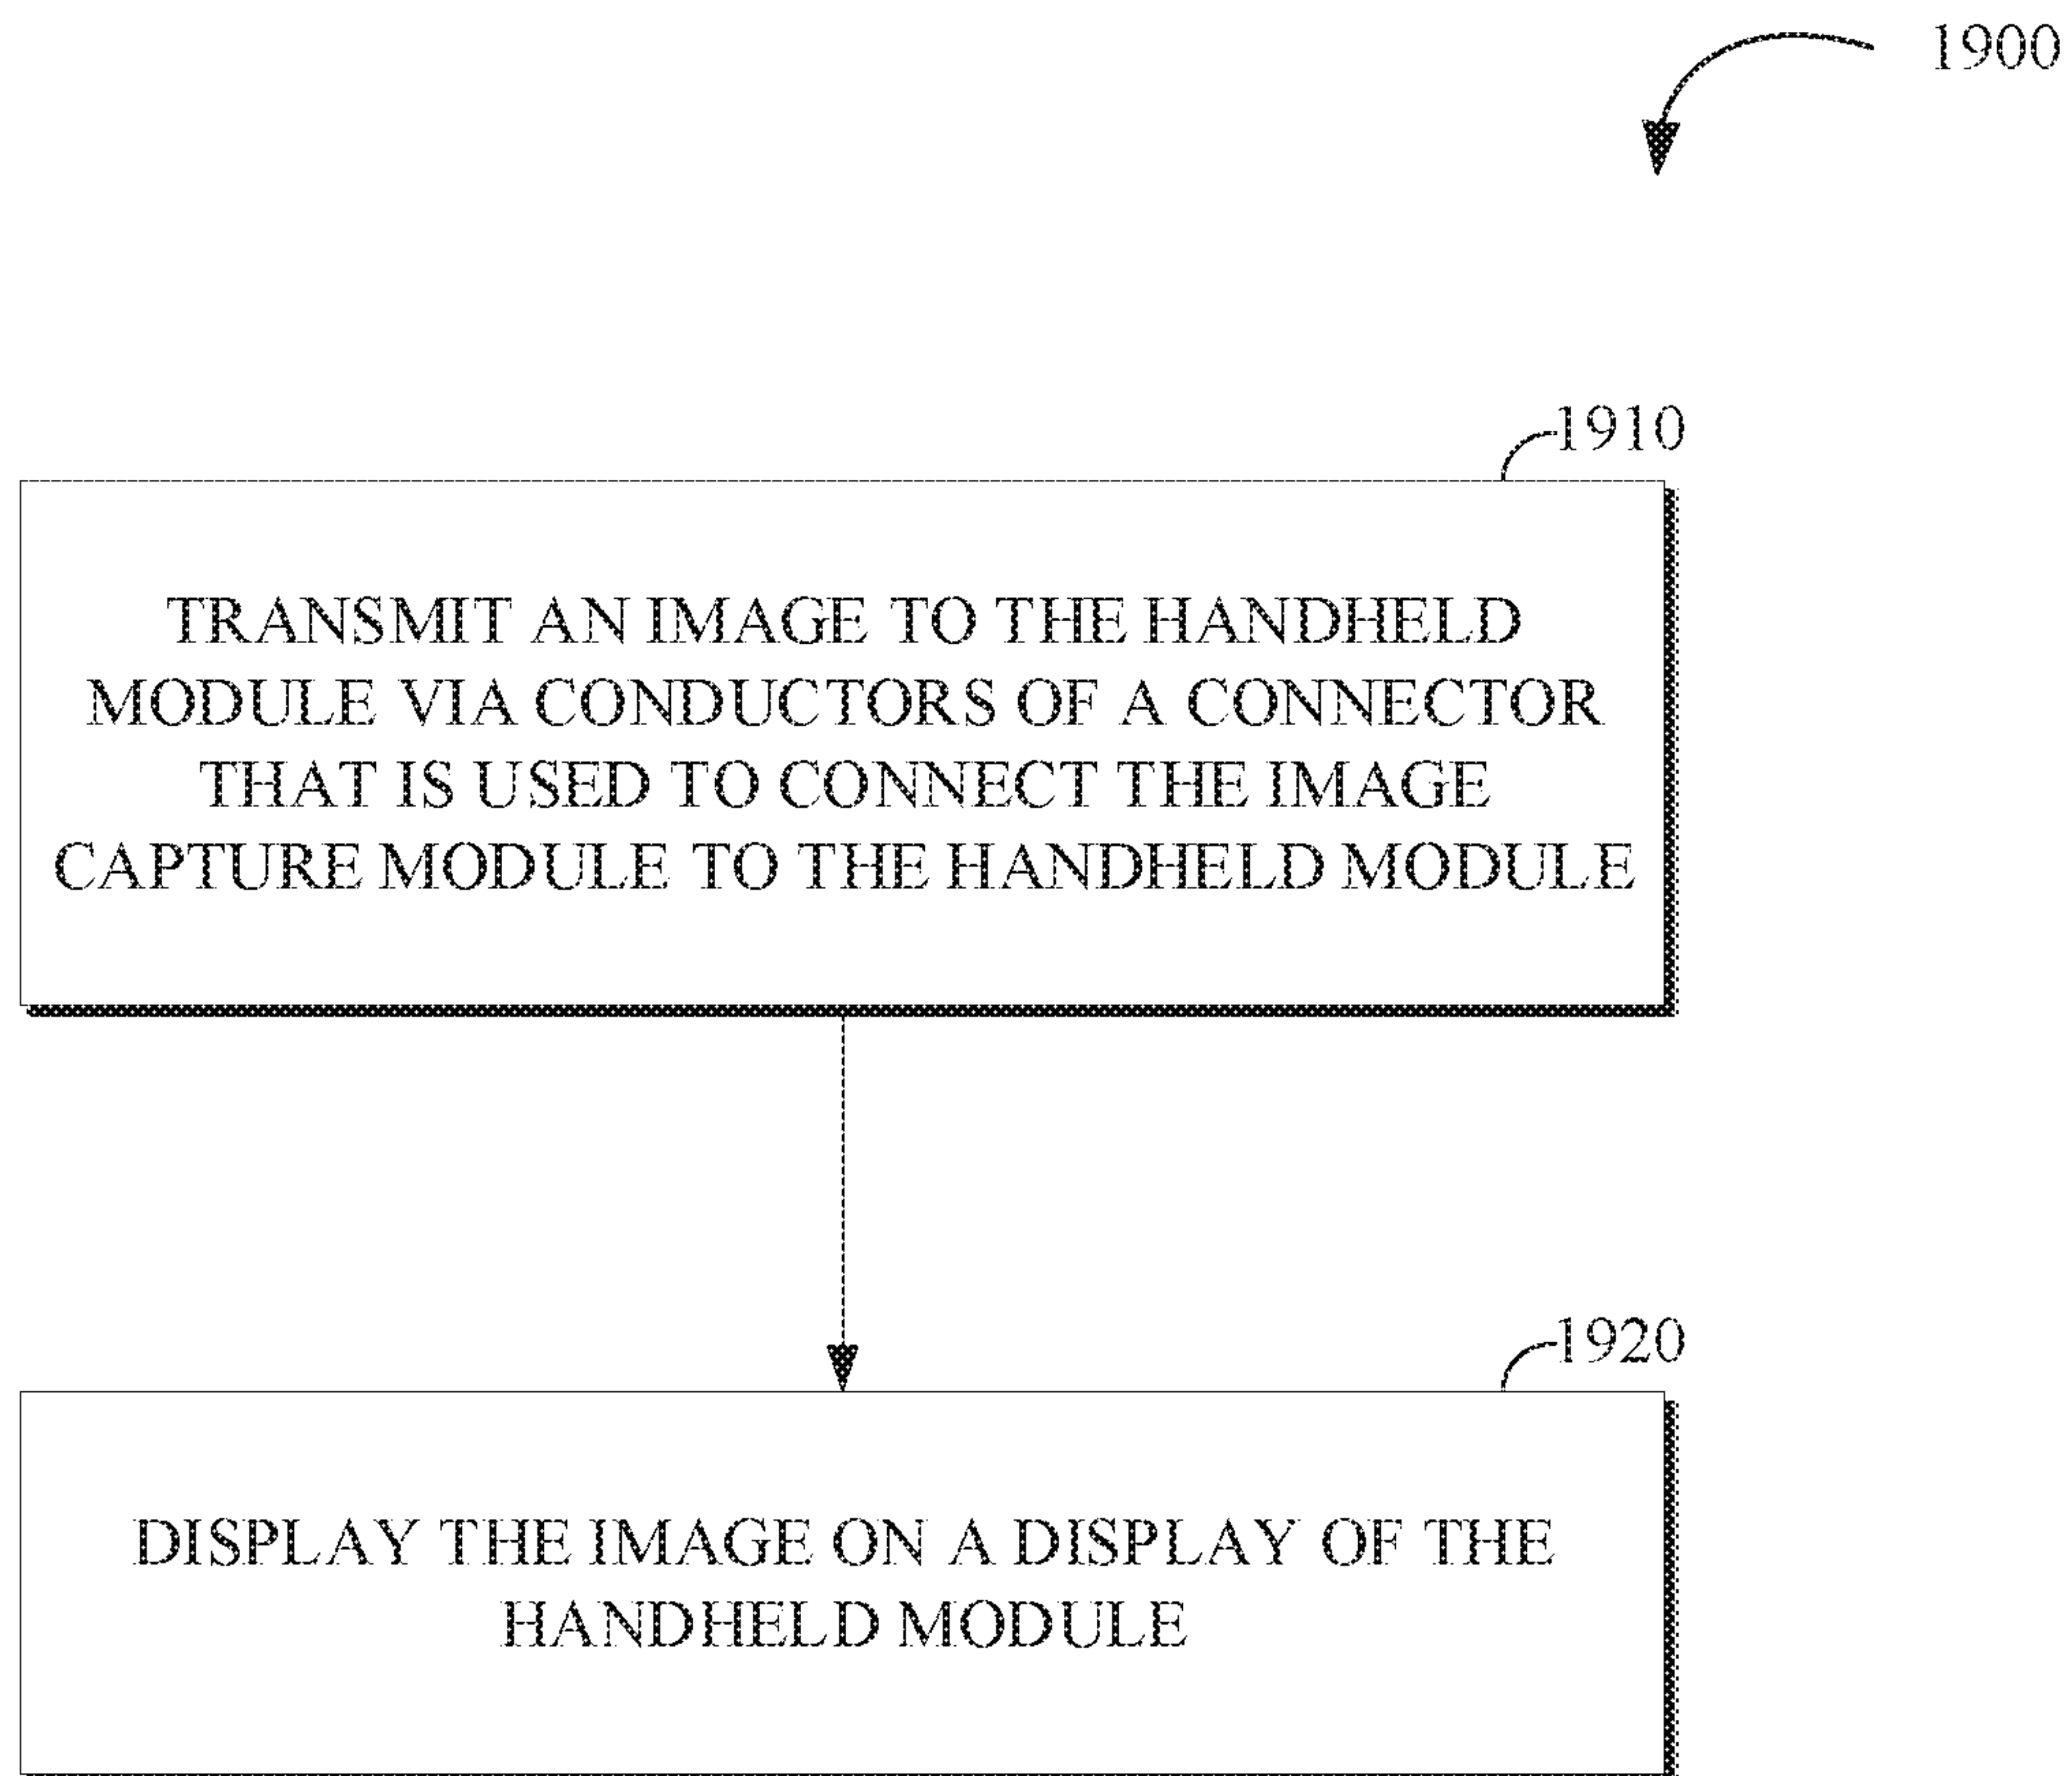 1900
1910
TRANSMIT AN IMAGE TO THE HANDHELD
MODULE VIA CONDUCTORS OF A CONNECTOR
THAT IS USED TO CONNECT THE IMAGE
CAPTURE MODULE TO THE HANDHELD MODULE
1920
DISPLAY THE IMAGE ON A DISPLAY OF THE
HANDHELD MODULE